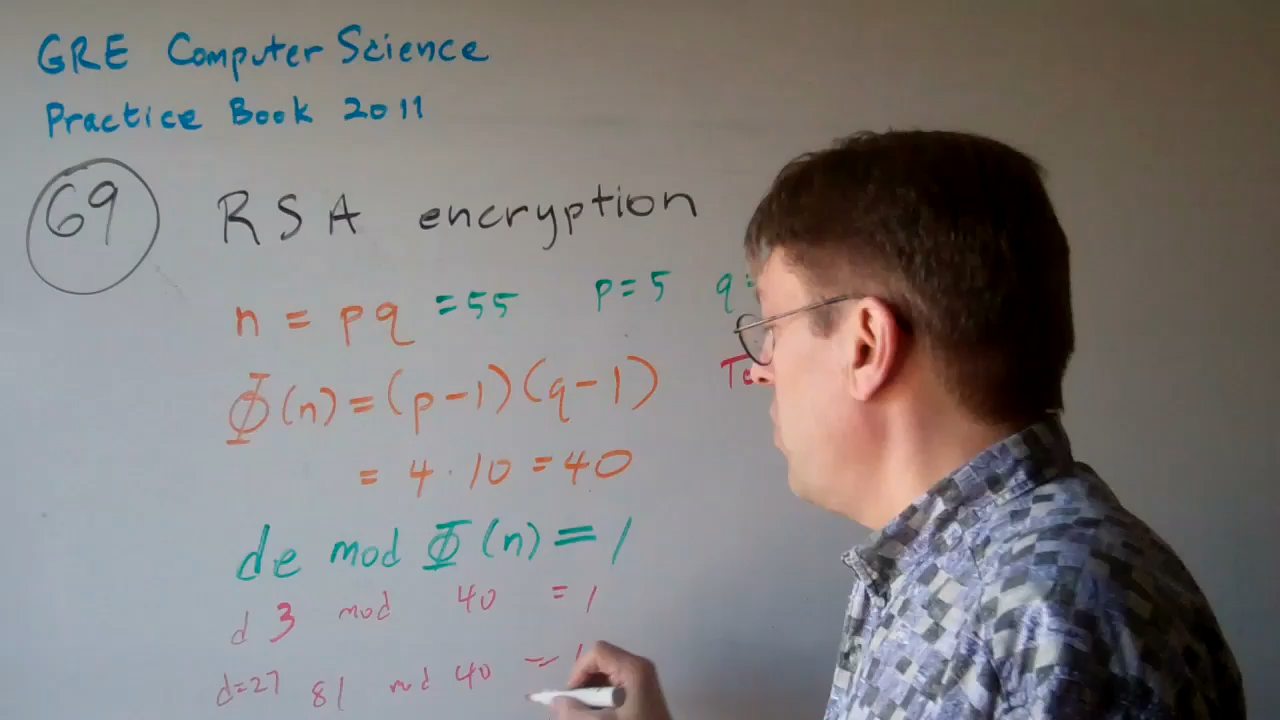 GRE Computer Science
Practice Book 2011
69 RSA encryption
n = pq = 55 p = 5 q =
Φ(n) = (p-1)(q-1)
= 4 · 10 = 40
de mod Φ(n) = 1
d 3 mod 40 = 1
d=27 81 mod 40 = 1